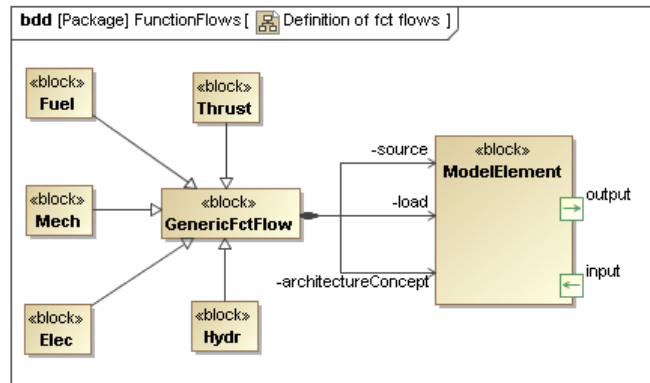 bdd [Package] FunctionFlows [ Definition of fct flows ]
«block»
Fuel
«block»
Thrust
«block»
Mech
«block»
GenericFctFlow
«block»
Elec
«block»
Hydr
-source
-load
-architectureConcept
«block»
ModelElement
output
input